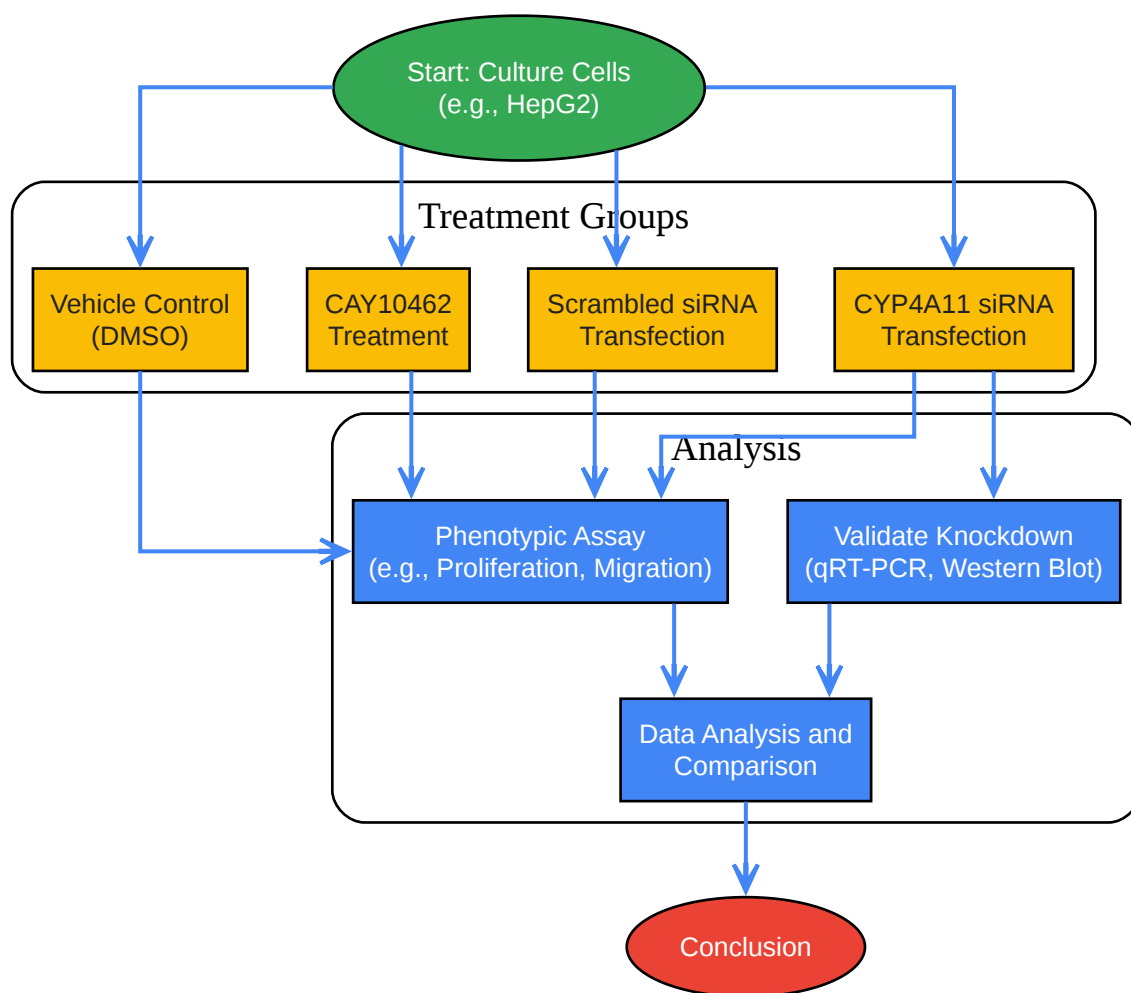 Start: Culture Cells
(e.g., HepG2)
Treatment Groups
Vehicle Control
(DMSO)
CAY10462
Treatment
Scrambled siRNA
Transfection
CYP4A11 siRNA
Transfection
Analysis
Phenotypic Assay
(e.g., Proliferation, Migration)
Validate Knockdown
(qRT-PCR, Western Blot)
Data Analysis and
Comparison
Conclusion